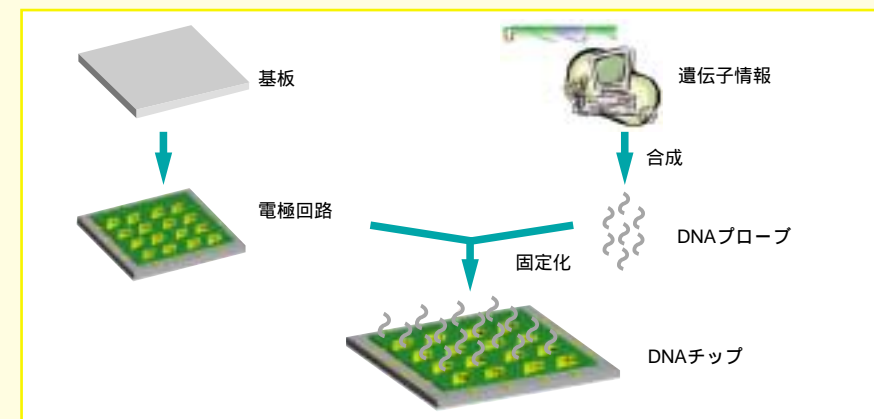 基板
遺伝子情報
合成
電極回路
DNAプローブ
固定化
DNAチップ